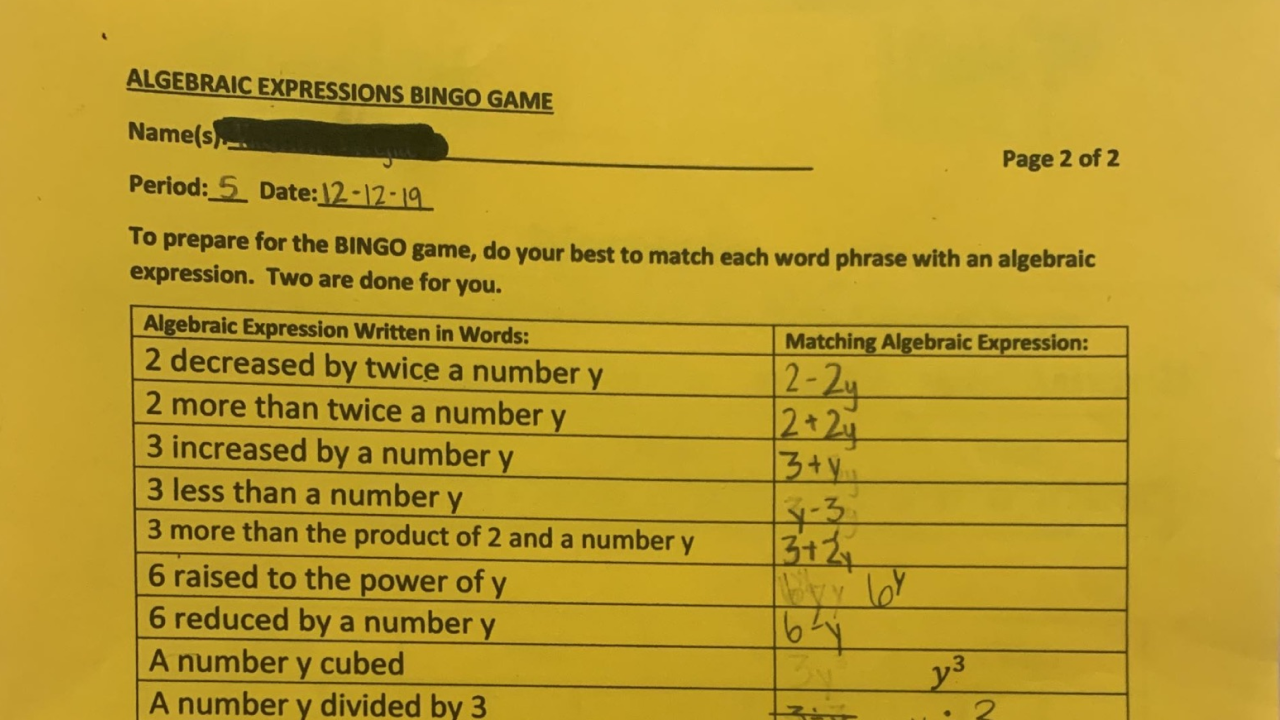 ALGEBRAIC EXPRESSIONS BINGO GAME
Name(s):
Page 2 of 2
Period: 5 Date: 12-12-19
To prepare for the BINGO game, do your best to match each word phrase with an algebraic
expression. Two are done for you.
Algebraic Expression Written in Words: Matching Algebraic Expression:
2 decreased by twice a number y 2-2y
2 more than twice a number y 2+2y
3 increased by a number y 3+y
3 less than a number y y-3
3 more than the product of 2 and a number y 3+2y
6 raised to the power of y 6^y
6 reduced by a number y 6-y
A number y cubed y³
A number y divided by 3